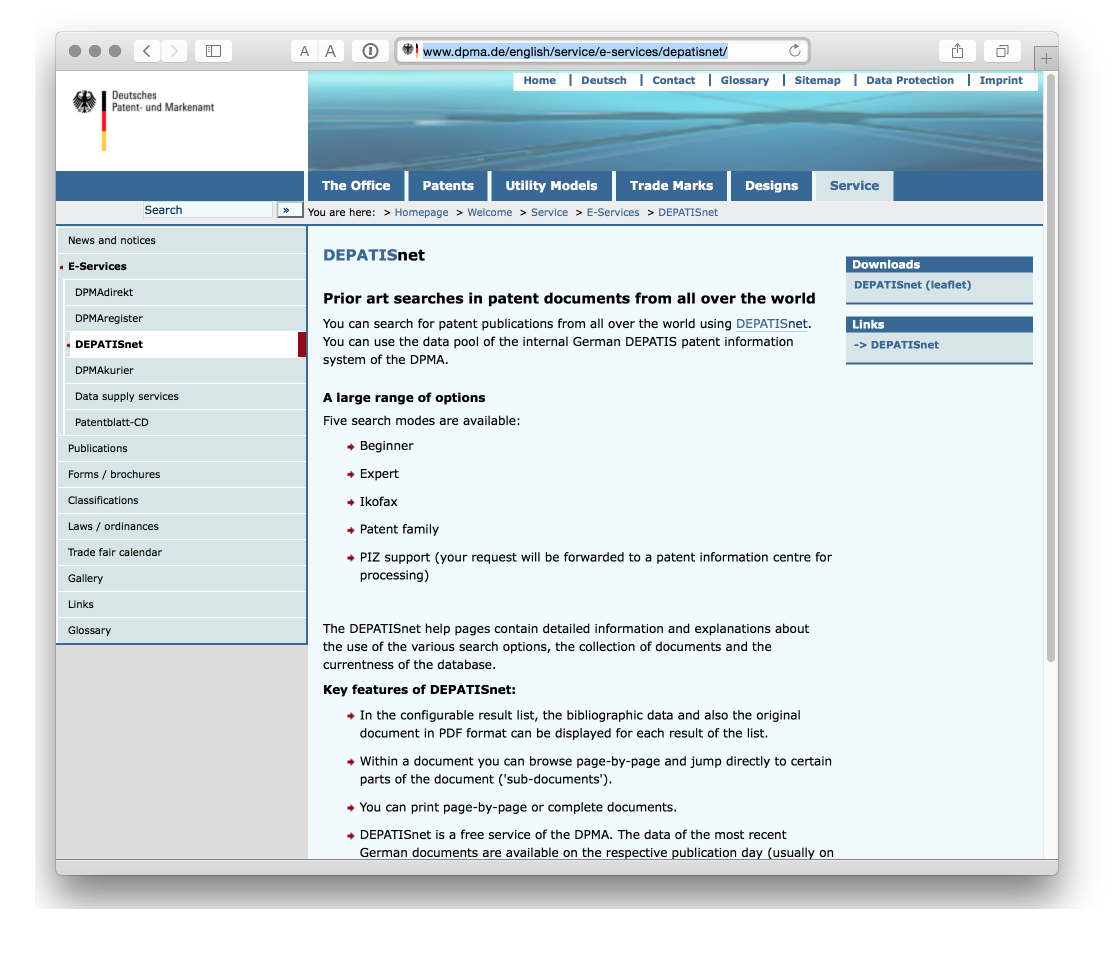 A A
www.dpma.de/english/service/e-services/depatisnet/
Home | Deutsch | Contact | Glossary | Sitemap | Data Protection | Imprint
Deutsches
Patent- und Markenamt
The Office Patents Utility Models Trade Marks Designs Service
Search »
You are here: > Homepage > Welcome > Service > E-Services > DEPATISnet
News and notices
E-Services
DPMAdirekt
DPMAregister
DEPATISnet
DPMAkurier
Data supply services
Patentblatt-CD
Publications
Forms / brochures
Classifications
Laws / ordinances
Trade fair calendar
Gallery
Links
Glossary
DEPATISnet
Prior art searches in patent documents from all over the world
You can search for patent publications from all over the world using DEPATISnet.
You can use the data pool of the internal German DEPATIS patent information
system of the DPMA.
A large range of options
Five search modes are available:
Beginner
Expert
Ikofax
Patent family
PIZ support (your request will be forwarded to a patent information centre for
processing)
The DEPATISnet help pages contain detailed information and explanations about
the use of the various search options, the collection of documents and the
currentness of the database.
Key features of DEPATISnet:
In the configurable result list, the bibliographic data and also the original
document in PDF format can be displayed for each result of the list.
Within a document you can browse page-by-page and jump directly to certain
parts of the document ('sub-documents').
You can print page-by-page or complete documents.
DEPATISnet is a free service of the DPMA. The data of the most recent
German documents are available on the respective publication day (usually on
Downloads
DEPATISnet (leaflet)
Links
-> DEPATISnet